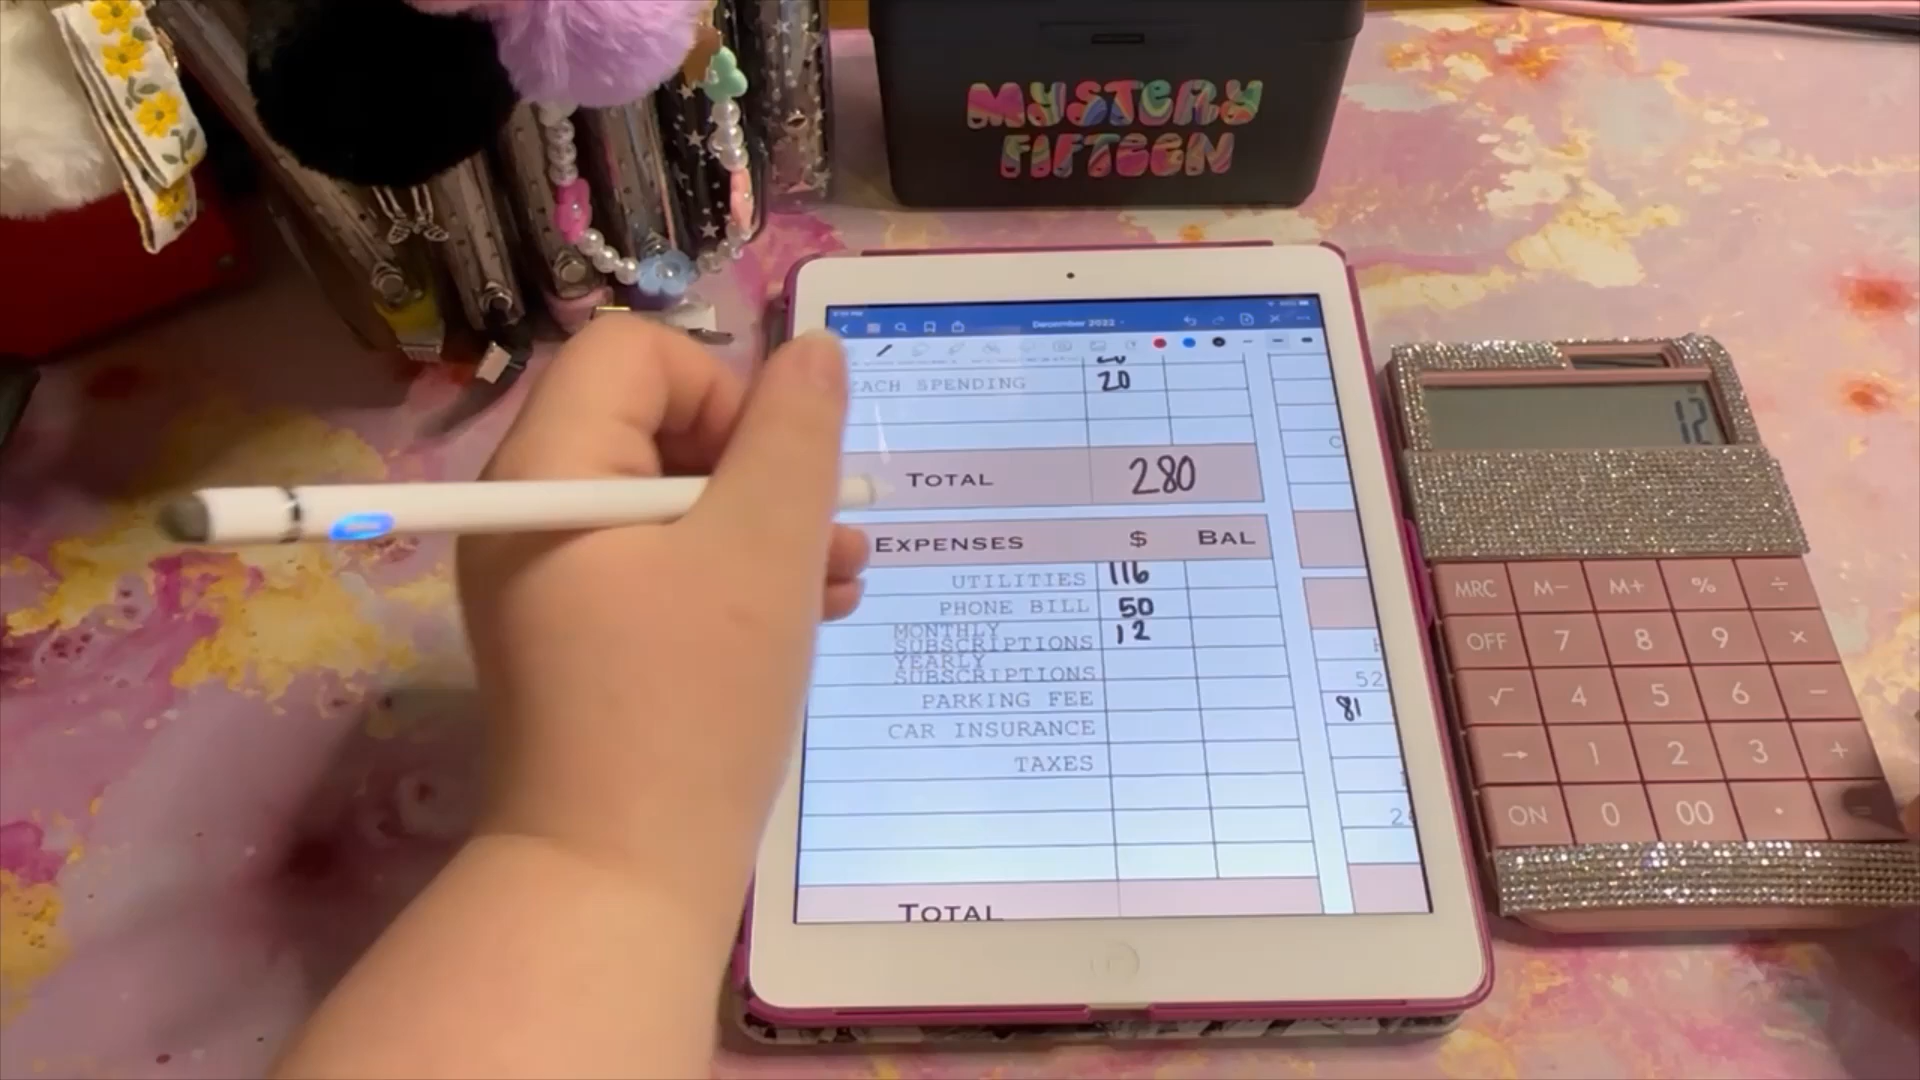 MYSTERY
FIFTEEN
December 2022
EACH SPENDING 20
TOTAL 280
EXPENSES $ BAL
UTILITIES 116
PHONE BILL 50
MONTHLY SUBSCRIPTIONS 12
YEARLY SUBSCRIPTIONS
PARKING FEE
CAR INSURANCE
TAXES
TOTAL
52
81
12
MRC M− M+ % ÷
OFF 7 8 9 ×
√ 4 5 6 −
→ 1 2 3 +
ON 0 00 · =